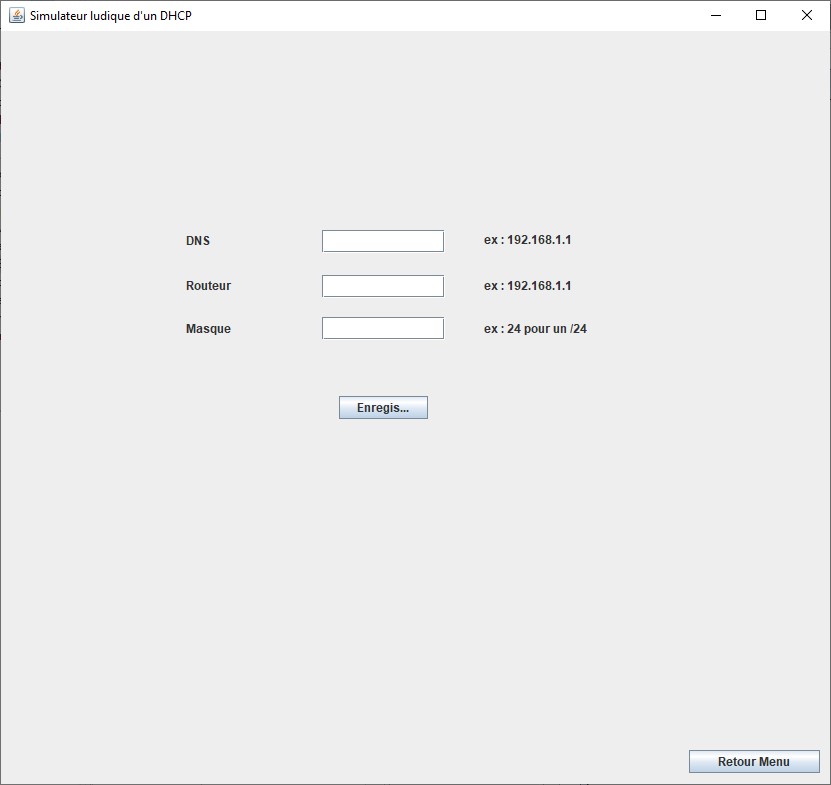 Simulateur ludique d'un DHCP
DNS ex : 192.168.1.1
Routeur ex : 192.168.1.1
Masque ex : 24 pour un /24
Enregis...
Retour Menu